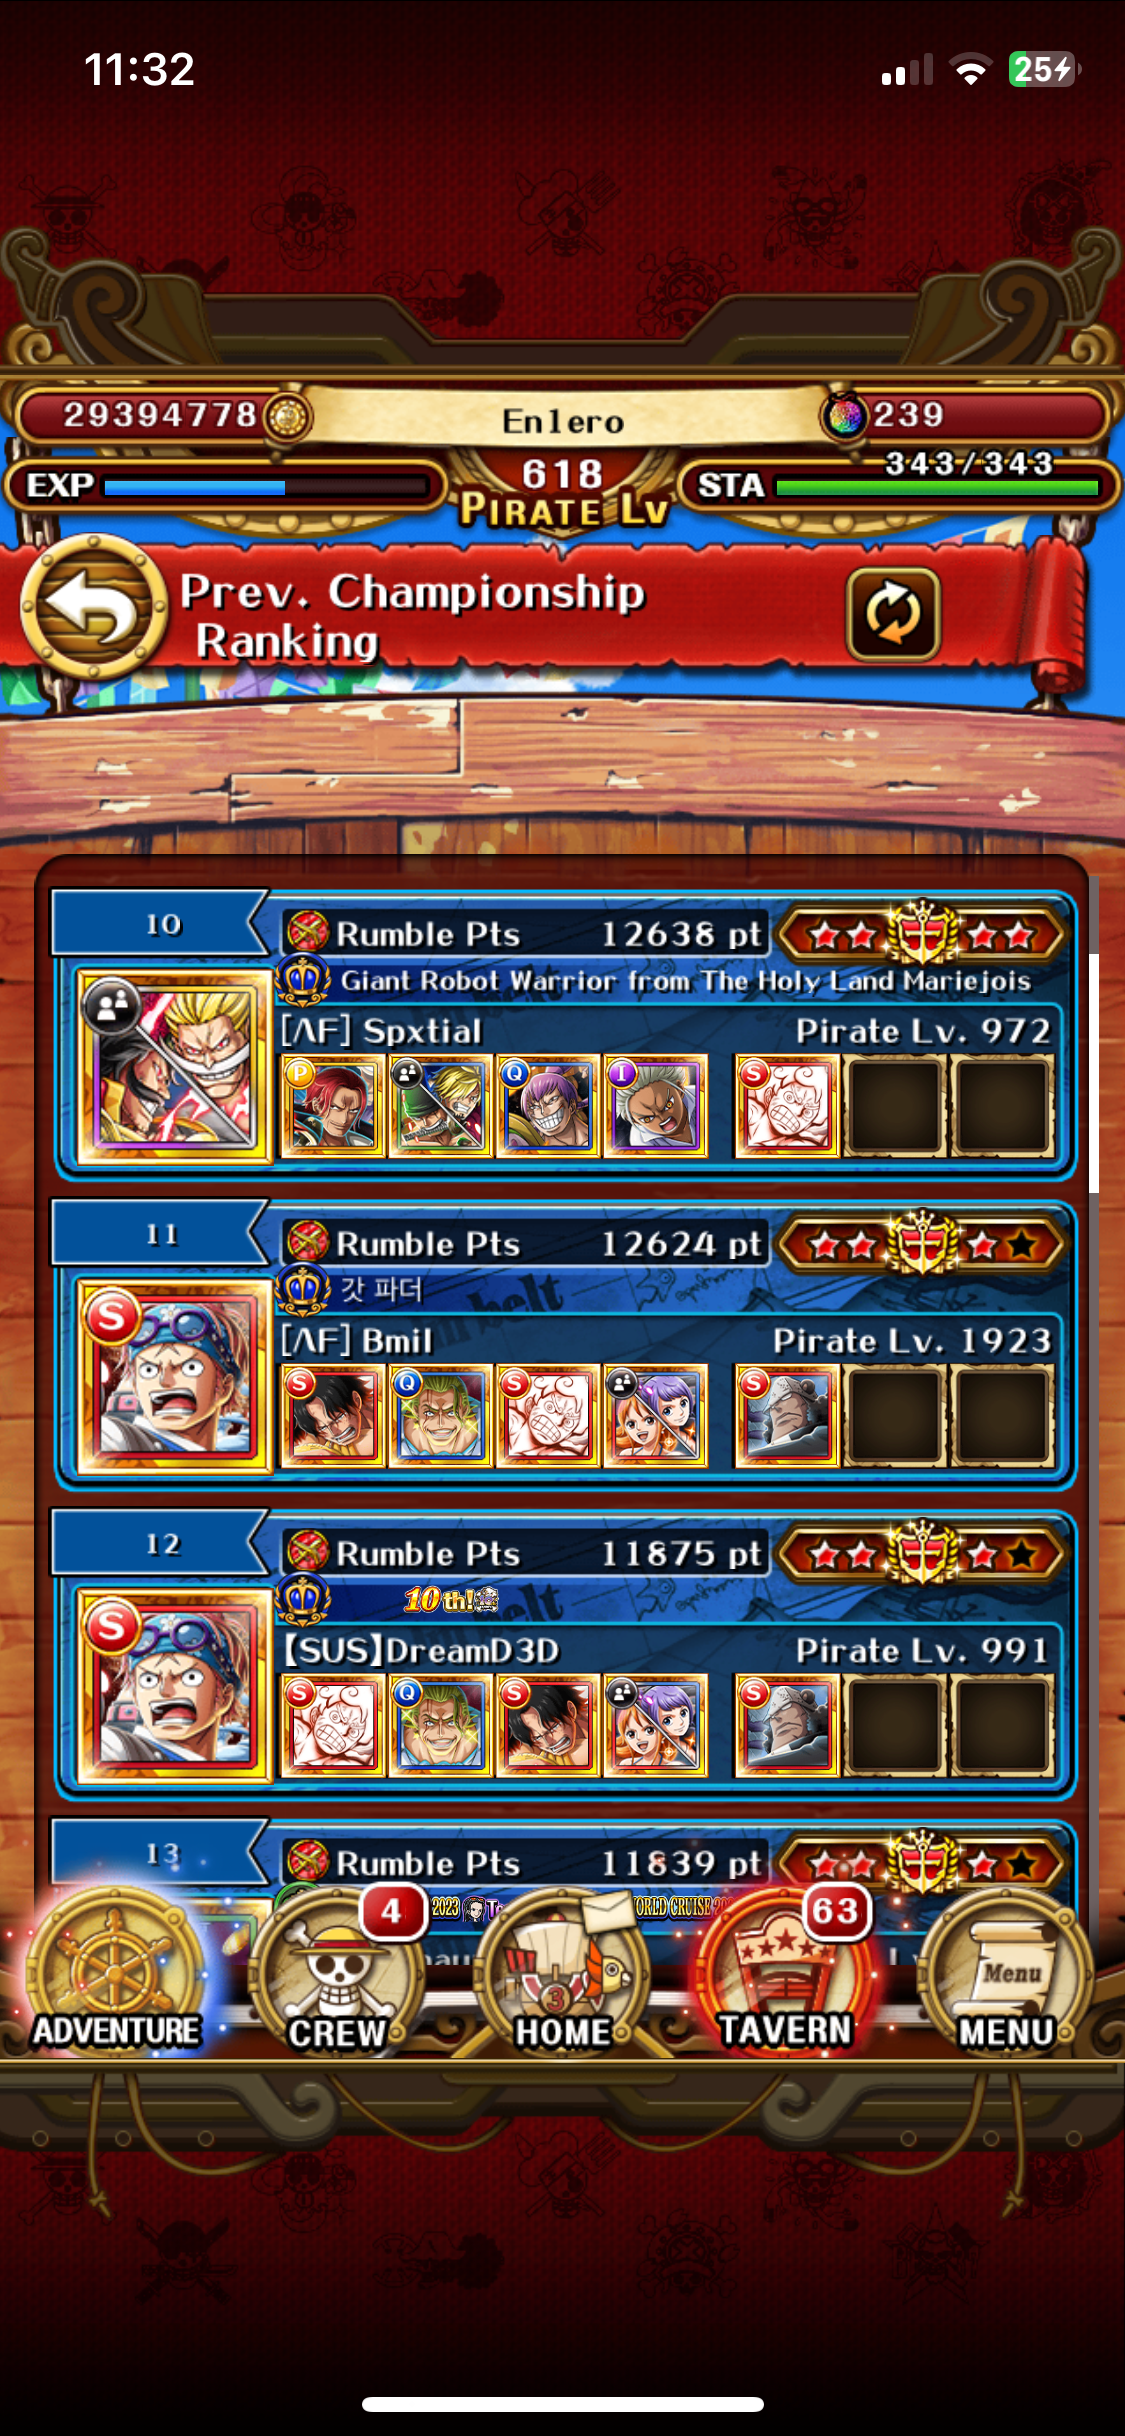 11:32
25
29394778
En1ero
239
EXP
618
PIRATE Lv
STA
343/343
Prev. Championship
Ranking
10
Rumble Pts 12638 pt
Giant Robot Warrior from The Holy Land Mariejois
[ΛF] Spxtial Pirate Lv. 972
P
Q
I
S
11
Rumble Pts 12624 pt
갓 파더
[ΛF] Bmil Pirate Lv. 1923
S
S
Q
S
S
12
Rumble Pts 11875 pt
10th!
【SUS】DreamD3D Pirate Lv. 991
S
S
Q
S
S
13
Rumble Pts 11839 pt
2023
WORLD CRUISE
4
63
3
Menu
ADVENTURE
CREW
HOME
TAVERN
MENU